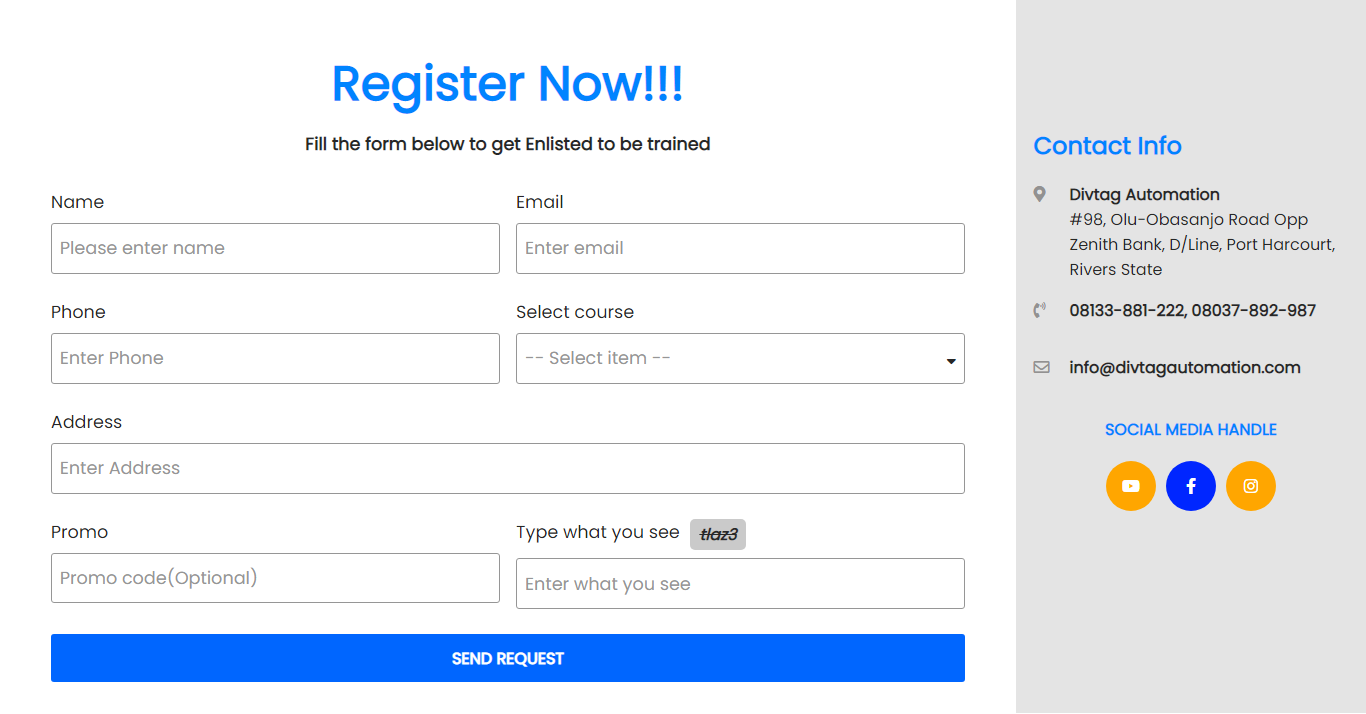 Register Now!!!
Fill the form below to get Enlisted to be trained
Name
Email
Please enter name
Enter email
Phone
Select course
Enter Phone
-- Select item --
Address
Enter Address
Promo
Type what you see tlaz3
Promo code(Optional)
Enter what you see
SEND REQUEST
Contact Info
Divtag Automation
#98, Olu-Obasanjo Road Opp
Zenith Bank, D/Line, Port Harcourt,
Rivers State
08133-881-222, 08037-892-987
info@divtagautomation.com
SOCIAL MEDIA HANDLE